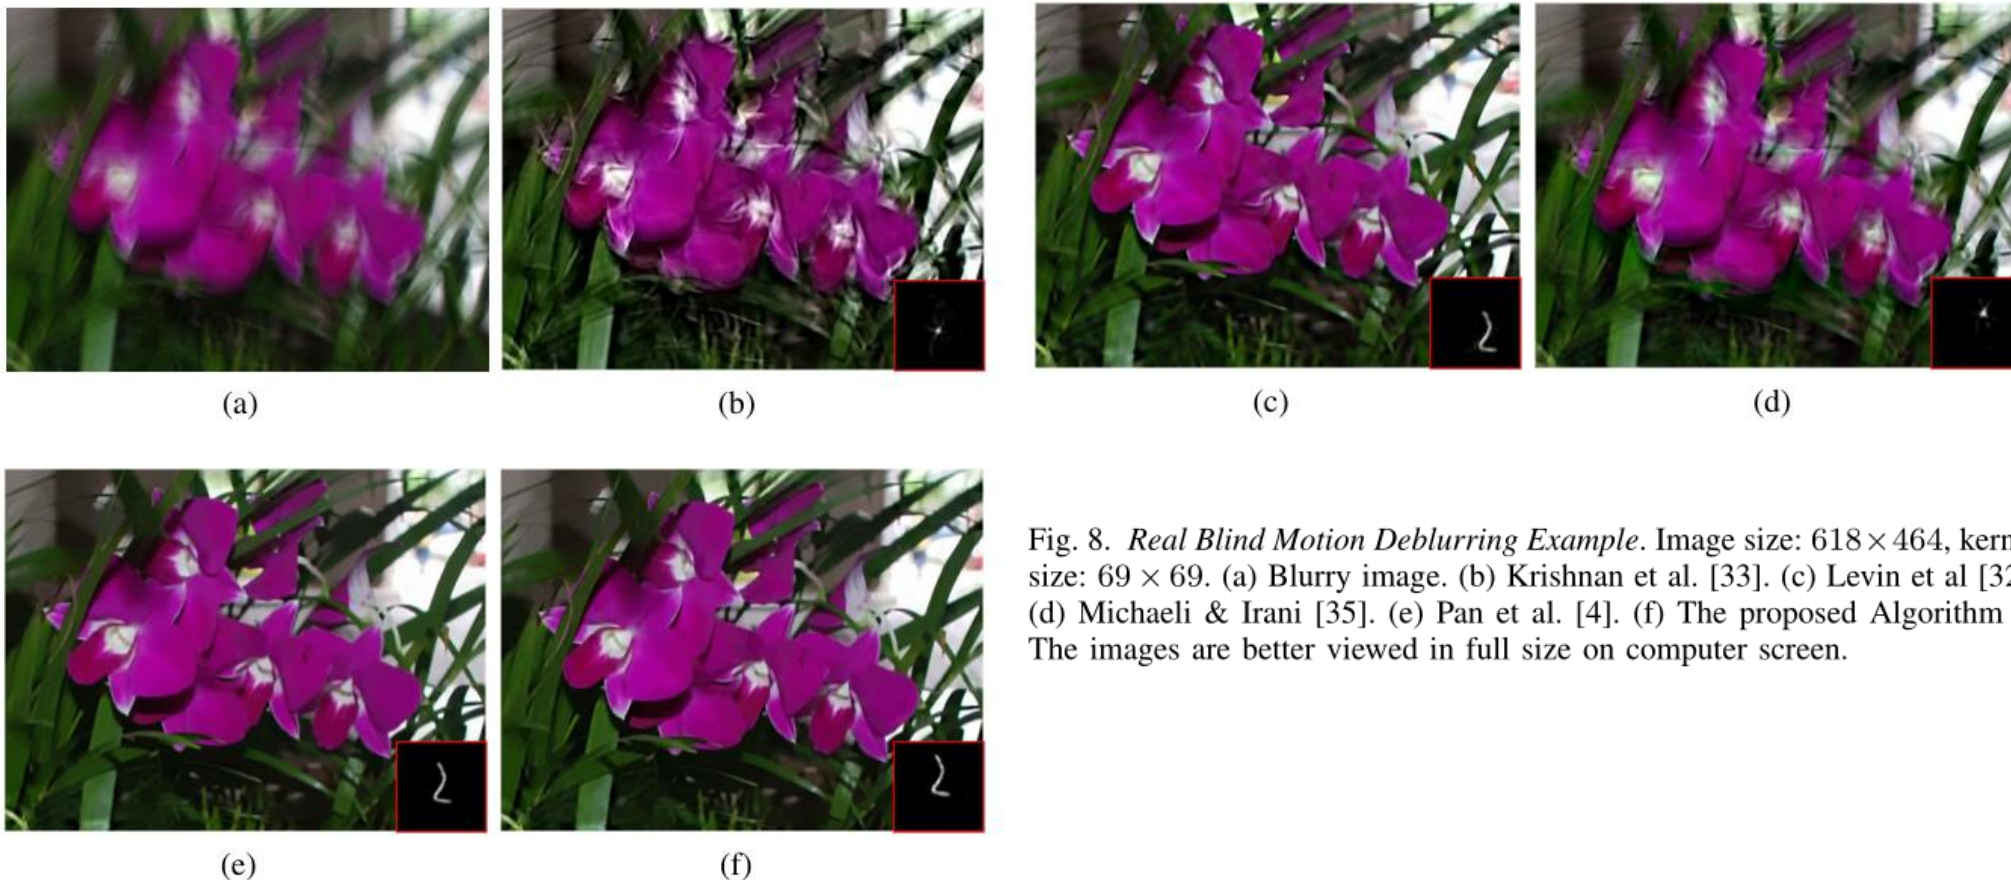 (a)
(b)
(c)
(d)
(e)
(f)
Fig. 8. Real Blind Motion Deblurring Example. Image size: 618 × 464, kern
size: 69 × 69. (a) Blurry image. (b) Krishnan et al. [33]. (c) Levin et al [32
(d) Michaeli & Irani [35]. (e) Pan et al. [4]. (f) The proposed Algorithm
The images are better viewed in full size on computer screen.